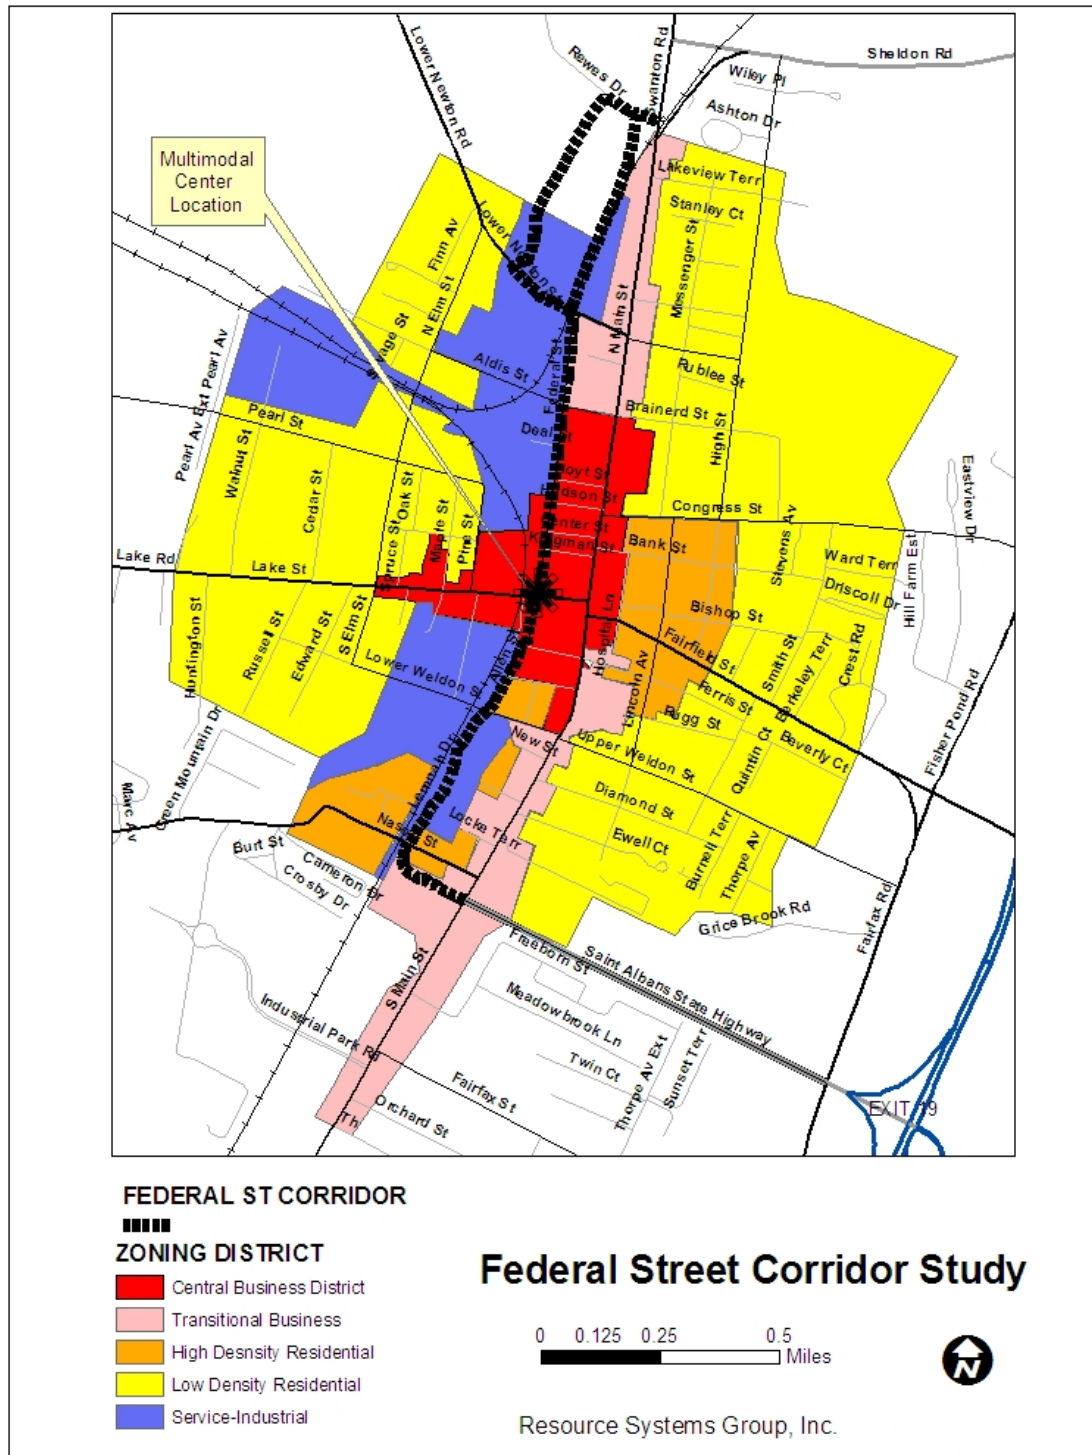 Lower Newton Rd
Rewes Dr
Swanton Rd
Sheldon Rd
Wiley Pl
Ashton Dr
Multimodal
Center
Location
Lakeview Terr
Stanley Ct
Lower Newton St
Finn Av
N Elm St
Messenger St
N Main St
Aldis St
Federal St
Rublee St
Pearl Av Ext Pearl Av
Pearl St
Brainerd St
Deal St
High St
Walnut St
Cedar St
Oak St
Maple St
Pine St
Spruce St
Congress St
Kingman St
Bank St
Stevens Av
Eastview Dr
Ward Terr
Driscoll Dr
Hill Farm Est
Lake Rd
Lake St
Bishop St
Hospital Ln
Fairfield St
Huntington St
Russell St
Edward St
S Elm St
Lower Weldon St
Allen St
Lincoln Av
Smith St
Berkeley Terr
Crest Rd
Ferris St
Rugg St
Fisher Pond Rd
Beverly Ct
Quintin Ct
New St
Upper Weldon St
Green Mountain Dr
Marc Av
Lemnah Dr
Diamond St
Locke Terr
Ewell Ct
Burnell Terr
Thorpe Av
Nason St
Burt St
Cameron Dr
Crosby Dr
Grice Brook Rd
Fairfax Rd
Freeborn St
Saint Albans State Highway
S Main St
Meadowbrook Ln
Industrial Park Rd
Twin Ct
Thorpe Av Ext
Sunset Terr
Fairfax St
Orchard St
Th
EXIT 19
FEDERAL ST CORRIDOR
ZONING DISTRICT
Central Business District
Transitional Business
High Desnsity Residential
Low Density Residential
Service-Industrial
Federal Street Corridor Study
0 0.125 0.25 0.5
Miles
N
Resource Systems Group, Inc.